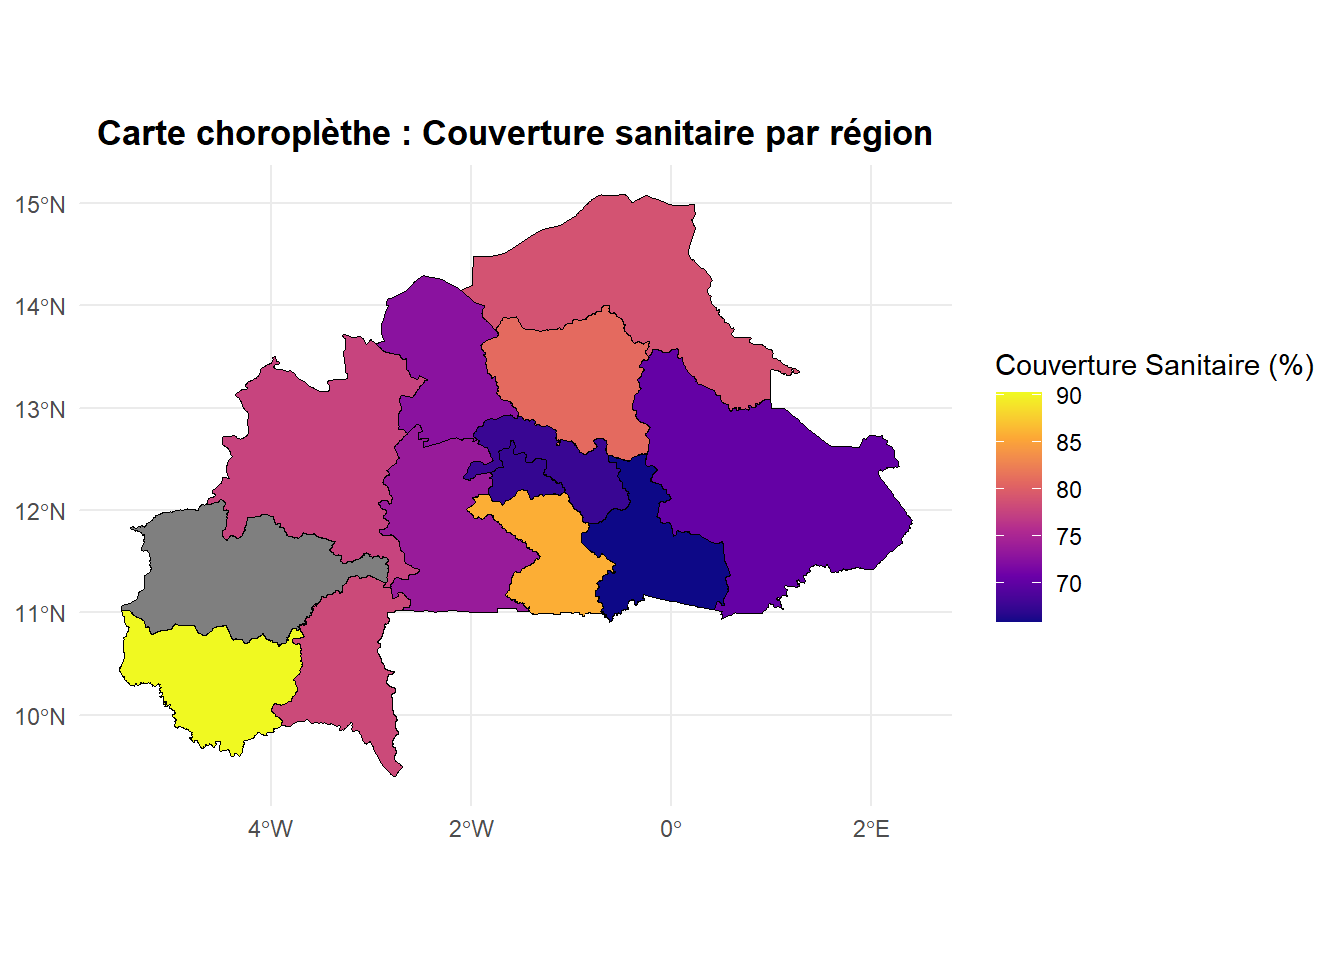 Carte choroplèthe : Couverture sanitaire par région
15°N
14°N
13°N
12°N
11°N
10°N
4°W
2°W
0°
2°E
Couverture Sanitaire (%)
90
85
80
75
70